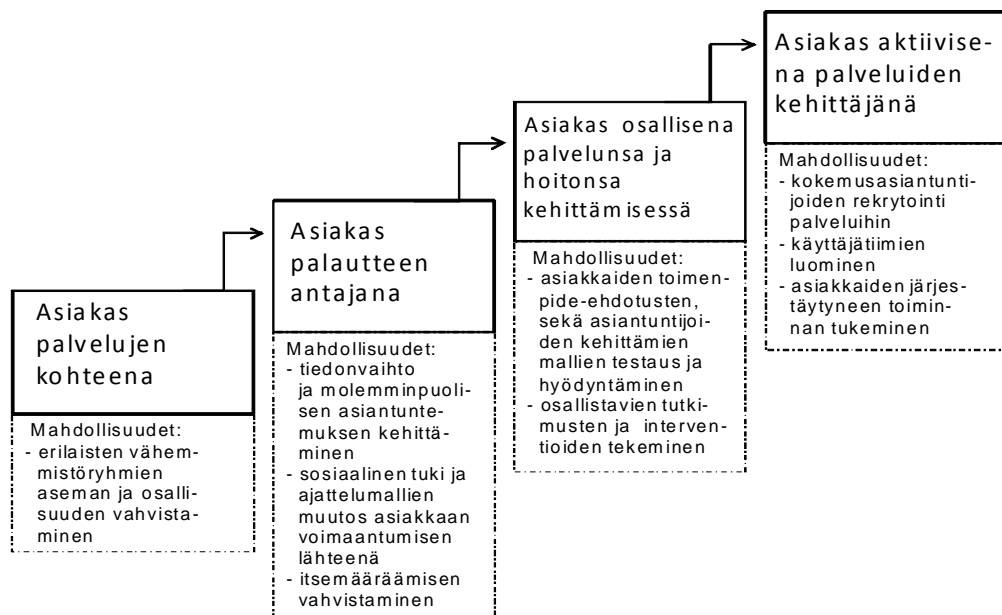 Asiakas
palvelujen
kohteena
Mahdollisuudet:
- erilaisten vähem-
mistöryhmien
aseman ja osalli-
suuden vahvista-
minen
Asiakas
palautteen
antajana
Mahdollisuudet:
- tiedonvaihto
ja molemminpuoli-
sen asiantunte-
muksen kehittä-
minen
- sosiaalinen tuki ja
ajattelumallien
muutos asiakkaan
voimaantumisen
lähteenä
- itsemääräämisen
vahvistaminen
Asiakas osallisena
palvelunsa ja
hoitonsa
kehittämisessä
Mahdollisuudet:
- asiakkaiden toimen-
pide-ehdotusten,
sekä asiantuntijoi-
den kehittämien
mallien testaus ja
hyödyntäminen
- osallistavien tutki-
musten ja interven-
tioiden tekeminen
Asiakas aktiivise-
na palveluiden
kehittäjänä
Mahdollisuudet:
- kokemusasiantunti-
joiden rekrytointi
palveluihin
- käyttäjätiimien
luominen
- asiakkaiden järjes-
täytyneen toimin-
nan tukeminen